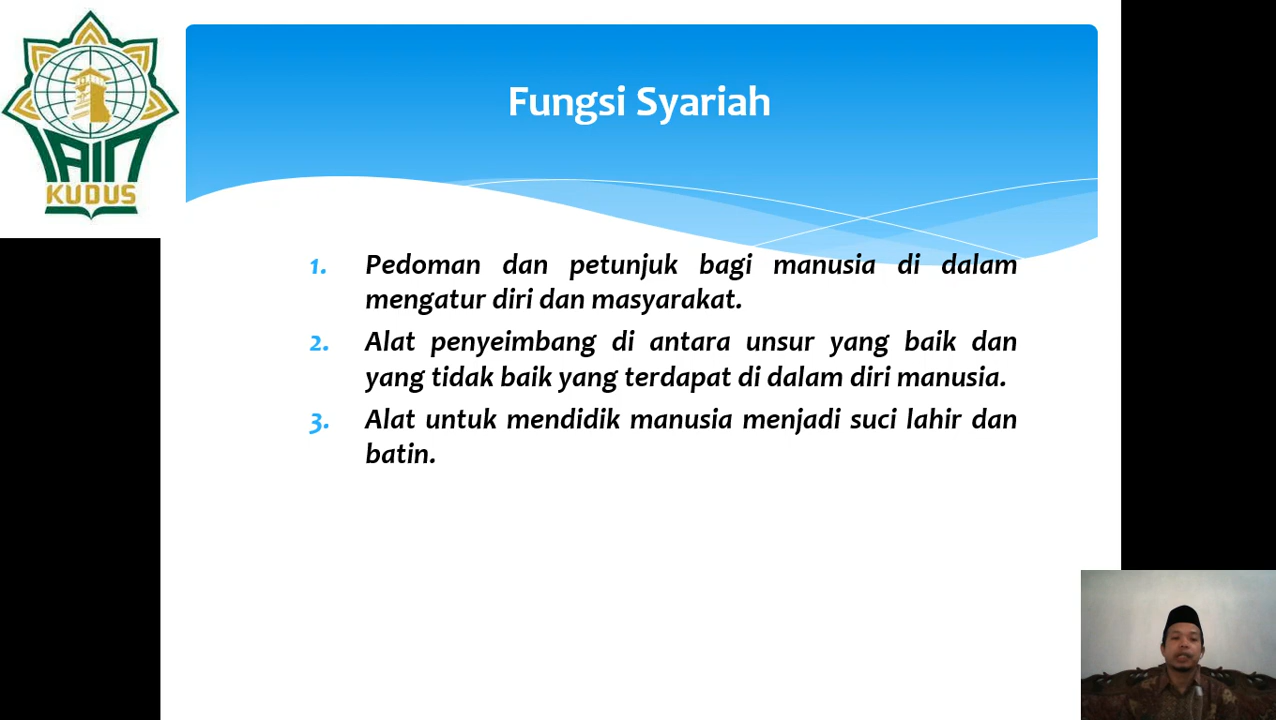 IAIN
KUDUS
Fungsi Syariah
1. Pedoman dan petunjuk bagi manusia di dalam
mengatur diri dan masyarakat.
2. Alat penyeimbang di antara unsur yang baik dan
yang tidak baik yang terdapat di dalam diri manusia.
3. Alat untuk mendidik manusia menjadi suci lahir dan
batin.